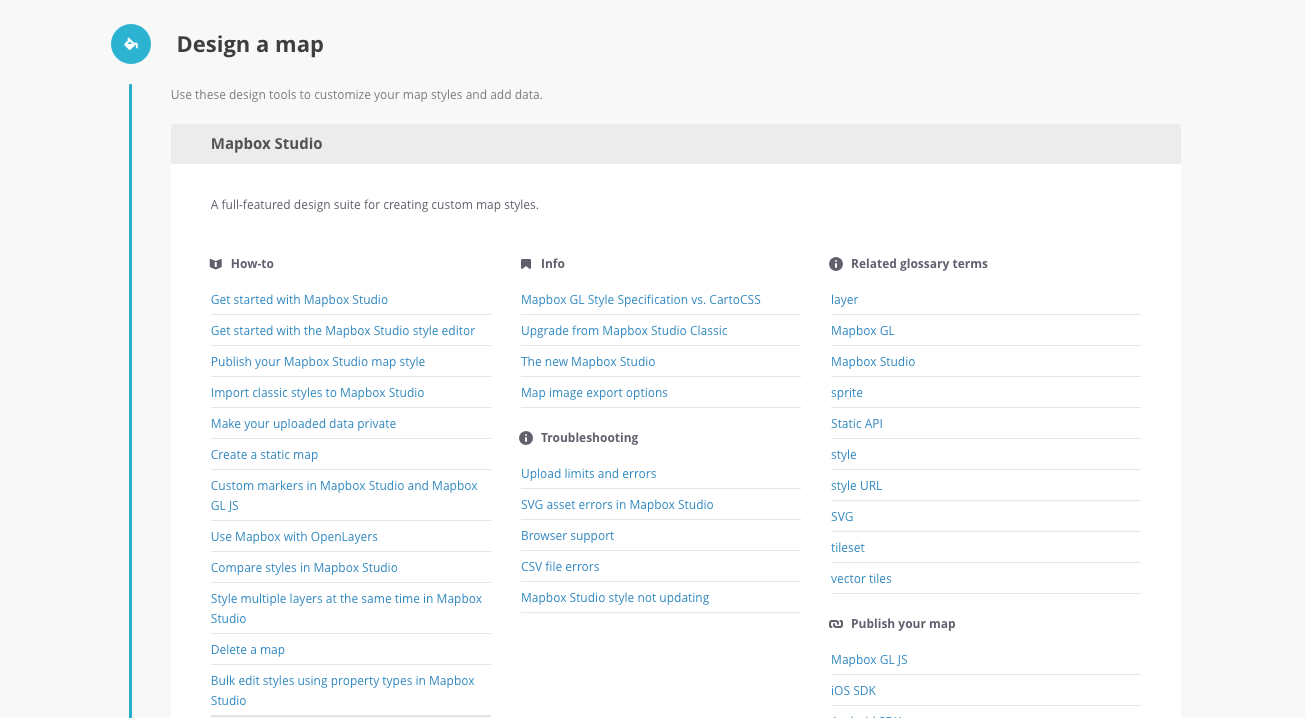 Design a map
Use these design tools to customize your map styles and add data.
Mapbox Studio
A full-featured design suite for creating custom map styles.
How-to
Get started with Mapbox Studio
Get started with the Mapbox Studio style editor
Publish your Mapbox Studio map style
Import classic styles to Mapbox Studio
Make your uploaded data private
Create a static map
Custom markers in Mapbox Studio and Mapbox
GL JS
Use Mapbox with OpenLayers
Compare styles in Mapbox Studio
Style multiple layers at the same time in Mapbox
Studio
Delete a map
Bulk edit styles using property types in Mapbox
Studio
Info
Mapbox GL Style Specification vs. CartoCSS
Upgrade from Mapbox Studio Classic
The new Mapbox Studio
Map image export options
Troubleshooting
Upload limits and errors
SVG asset errors in Mapbox Studio
Browser support
CSV file errors
Mapbox Studio style not updating
Related glossary terms
layer
Mapbox GL
Mapbox Studio
sprite
Static API
style
style URL
SVG
tileset
vector tiles
Publish your map
Mapbox GL JS
iOS SDK